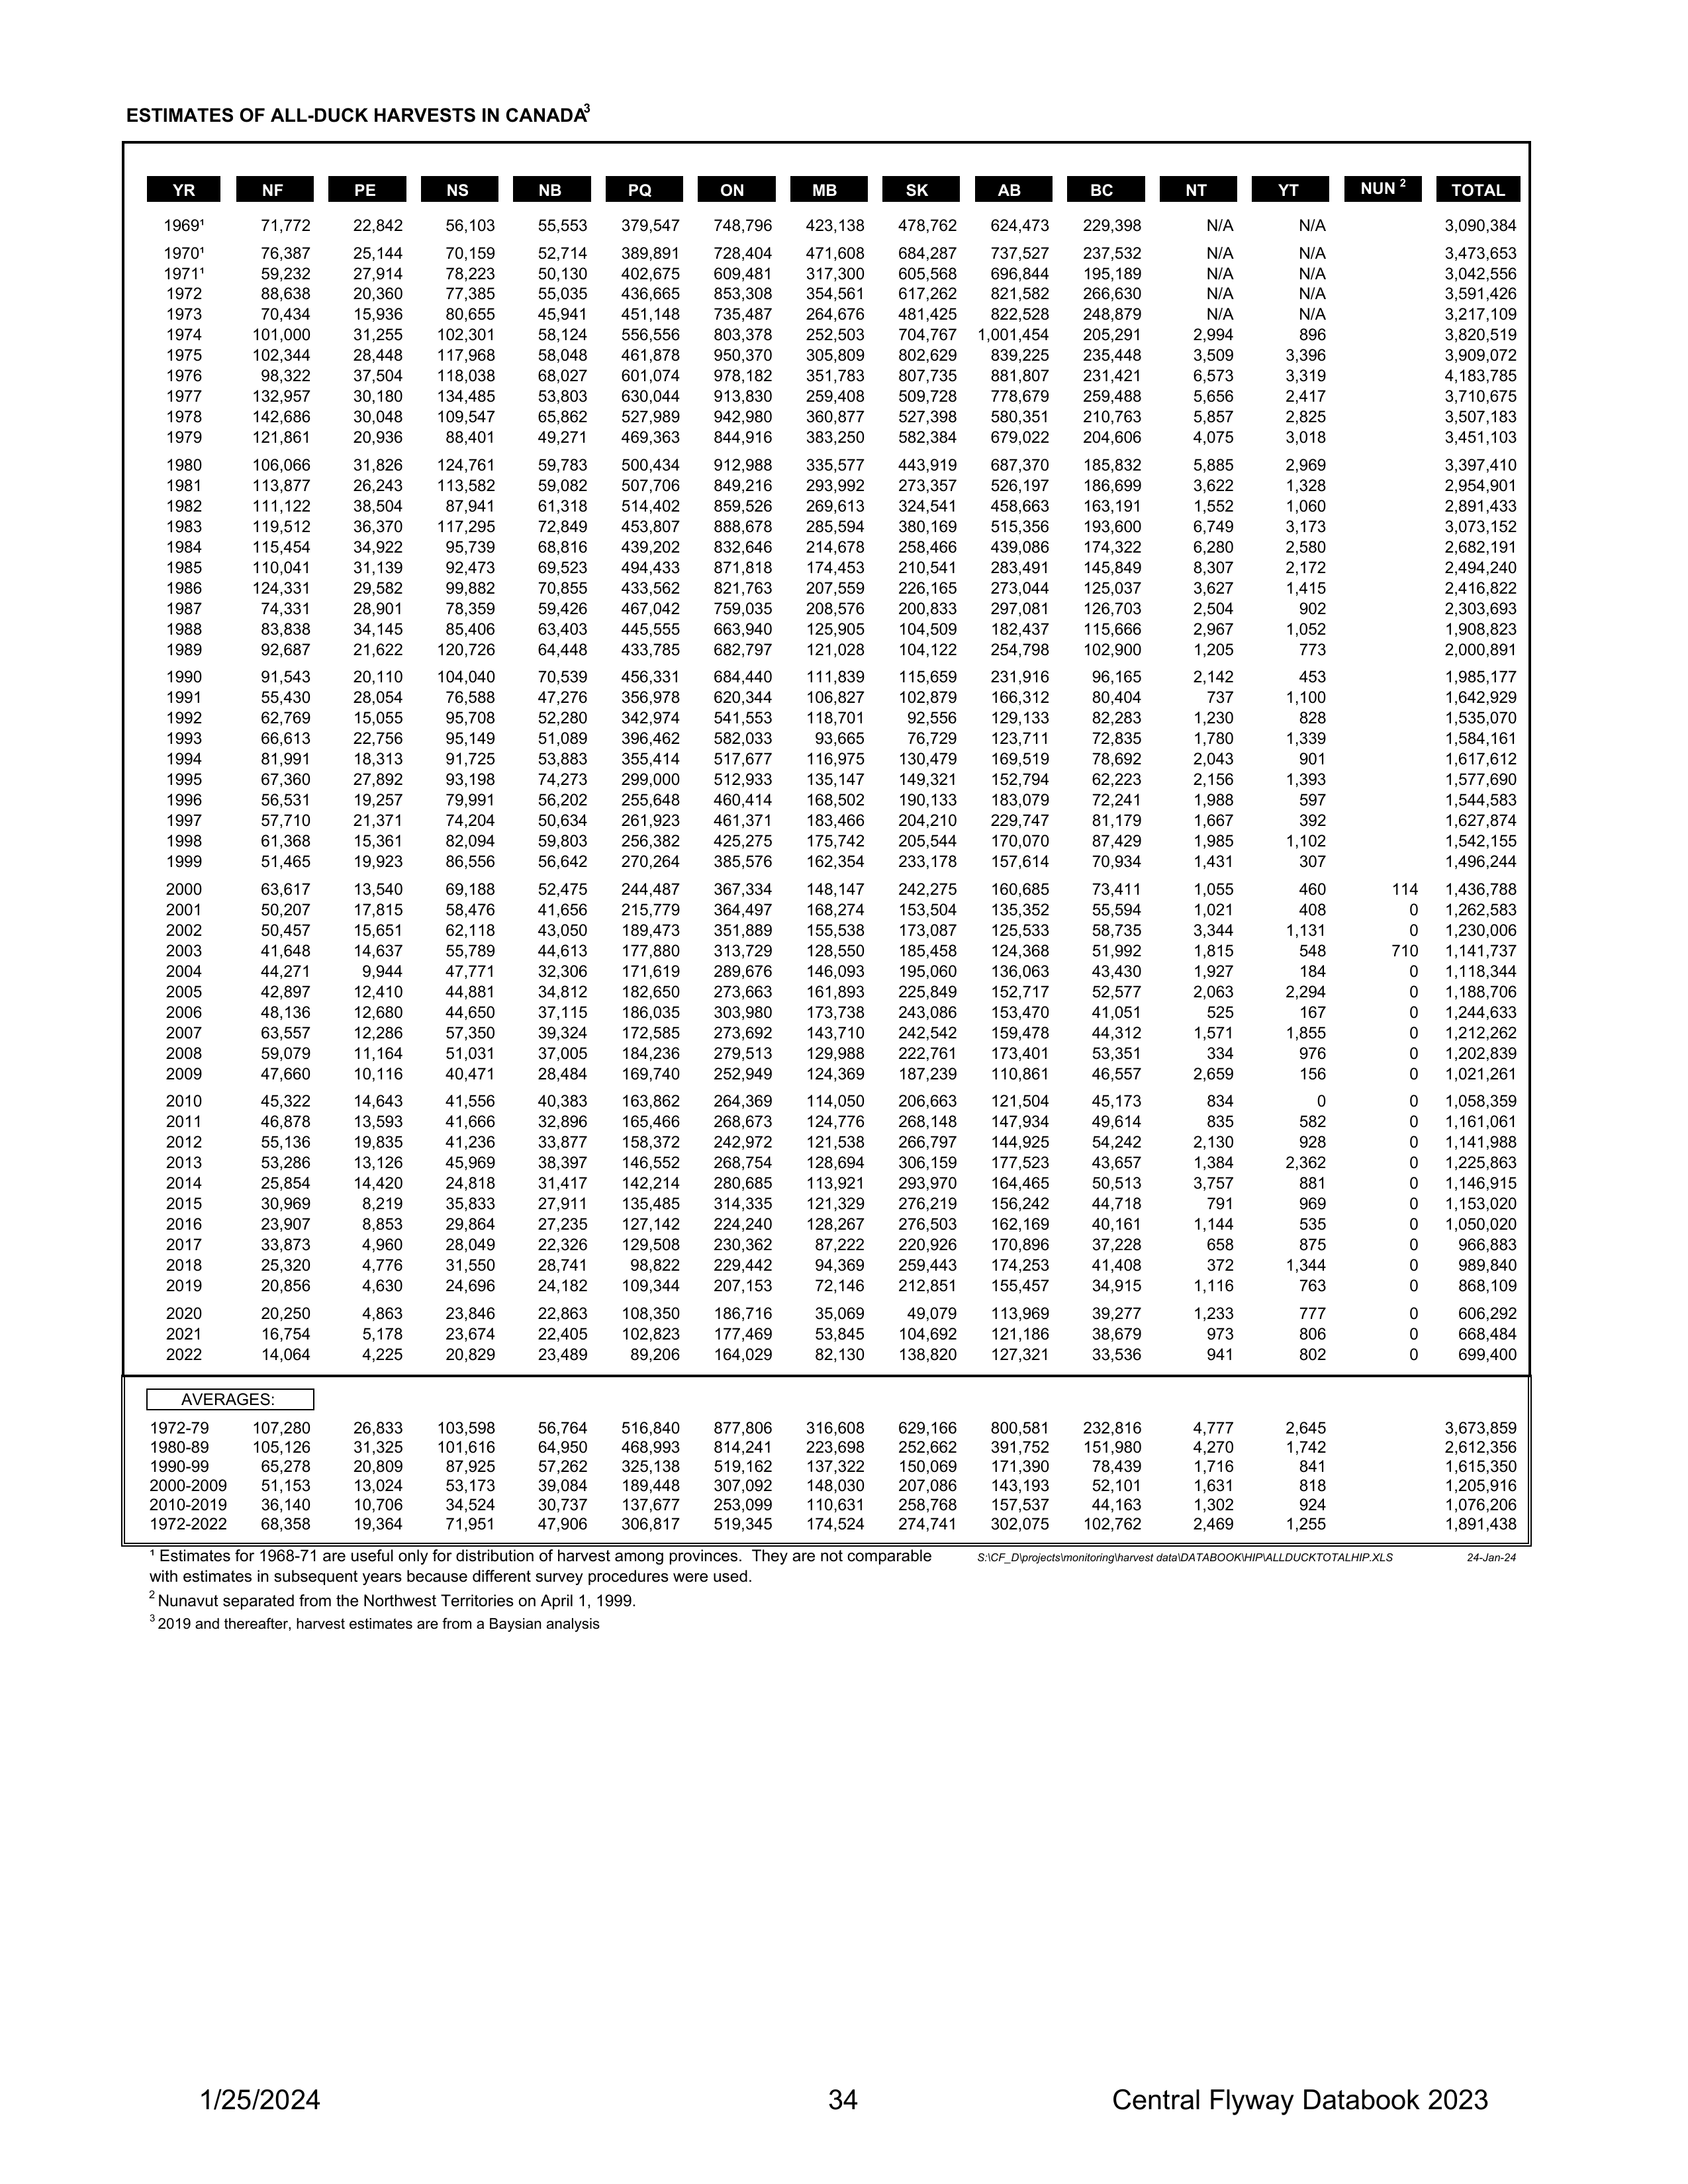 ESTIMATES OF ALL-DUCK HARVESTS IN CANADA³
YR NF PE NS NB PQ ON MB SK AB BC NT YT NUN ² TOTAL
1969¹ 71,772 22,842 56,103 55,553 379,547 748,796 423,138 478,762 624,473 229,398 N/A N/A 3,090,384
1970¹ 76,387 25,144 70,159 52,714 389,891 728,404 471,608 684,287 737,527 237,532 N/A N/A 3,473,653
1971¹ 59,232 27,914 78,223 50,130 402,675 609,481 317,300 605,568 696,844 195,189 N/A N/A 3,042,556
1972 88,638 20,360 77,385 55,035 436,665 853,308 354,561 617,262 821,582 266,630 N/A N/A 3,591,426
1973 70,434 15,936 80,655 45,941 451,148 735,487 264,676 481,425 822,528 248,879 N/A N/A 3,217,109
1974 101,000 31,255 102,301 58,124 556,556 803,378 252,503 704,767 1,001,454 205,291 2,994 896 3,820,519
1975 102,344 28,448 117,968 58,048 461,878 950,370 305,809 802,629 839,225 235,448 3,509 3,396 3,909,072
1976 98,322 37,504 118,038 68,027 601,074 978,182 351,783 807,735 881,807 231,421 6,573 3,319 4,183,785
1977 132,957 30,180 134,485 53,803 630,044 913,830 259,408 509,728 778,679 259,488 5,656 2,417 3,710,675
1978 142,686 30,048 109,547 65,862 527,989 942,980 360,877 527,398 580,351 210,763 5,857 2,825 3,507,183
1979 121,861 20,936 88,401 49,271 469,363 844,916 383,250 582,384 679,022 204,606 4,075 3,018 3,451,103
1980 106,066 31,826 124,761 59,783 500,434 912,988 335,577 443,919 687,370 185,832 5,885 2,969 3,397,410
1981 113,877 26,243 113,582 59,082 507,706 849,216 293,992 273,357 526,197 186,699 3,622 1,328 2,954,901
1982 111,122 38,504 87,941 61,318 514,402 859,526 269,613 324,541 458,663 163,191 1,552 1,060 2,891,433
1983 119,512 36,370 117,295 72,849 453,807 888,678 285,594 380,169 515,356 193,600 6,749 3,173 3,073,152
1984 115,454 34,922 95,739 68,816 439,202 832,646 214,678 258,466 439,086 174,322 6,280 2,580 2,682,191
1985 110,041 31,139 92,473 69,523 494,433 871,818 174,453 210,541 283,491 145,849 8,307 2,172 2,494,240
1986 124,331 29,582 99,882 70,855 433,562 821,763 207,559 226,165 273,044 125,037 3,627 1,415 2,416,822
1987 74,331 28,901 78,359 59,426 467,042 759,035 208,576 200,833 297,081 126,703 2,504 902 2,303,693
1988 83,838 34,145 85,406 63,403 445,555 663,940 125,905 104,509 182,437 115,666 2,967 1,052 1,908,823
1989 92,687 21,622 120,726 64,448 433,785 682,797 121,028 104,122 254,798 102,900 1,205 773 2,000,891
1990 91,543 20,110 104,040 70,539 456,331 684,440 111,839 115,659 231,916 96,165 2,142 453 1,985,177
1991 55,430 28,054 76,588 47,276 356,978 620,344 106,827 102,879 166,312 80,404 737 1,100 1,642,929
1992 62,769 15,055 95,708 52,280 342,974 541,553 118,701 92,556 129,133 82,283 1,230 828 1,535,070
1993 66,613 22,756 95,149 51,089 396,462 582,033 93,665 76,729 123,711 72,835 1,780 1,339 1,584,161
1994 81,991 18,313 91,725 53,883 355,414 517,677 116,975 130,479 169,519 78,692 2,043 901 1,617,612
1995 67,360 27,892 93,198 74,273 299,000 512,933 135,147 149,321 152,794 62,223 2,156 1,393 1,577,690
1996 56,531 19,257 79,991 56,202 255,648 460,414 168,502 190,133 183,079 72,241 1,988 597 1,544,583
1997 57,710 21,371 74,204 50,634 261,923 461,371 183,466 204,210 229,747 81,179 1,667 392 1,627,874
1998 61,368 15,361 82,094 59,803 256,382 425,275 175,742 205,544 170,070 87,429 1,985 1,102 1,542,155
1999 51,465 19,923 86,556 56,642 270,264 385,576 162,354 233,178 157,614 70,934 1,431 307 1,496,244
2000 63,617 13,540 69,188 52,475 244,487 367,334 148,147 242,275 160,685 73,411 1,055 460 114 1,436,788
2001 50,207 17,815 58,476 41,656 215,779 364,497 168,274 153,504 135,352 55,594 1,021 408 0 1,262,583
2002 50,457 15,651 62,118 43,050 189,473 351,889 155,538 173,087 125,533 58,735 3,344 1,131 0 1,230,006
2003 41,648 14,637 55,789 44,613 177,880 313,729 128,550 185,458 124,368 51,992 1,815 548 710 1,141,737
2004 44,271 9,944 47,771 32,306 171,619 289,676 146,093 195,060 136,063 43,430 1,927 184 0 1,118,344
2005 42,897 12,410 44,881 34,812 182,650 273,663 161,893 225,849 152,717 52,577 2,063 2,294 0 1,188,706
2006 48,136 12,680 44,650 37,115 186,035 303,980 173,738 243,086 153,470 41,051 525 167 0 1,244,633
2007 63,557 12,286 57,350 39,324 172,585 273,692 143,710 242,542 159,478 44,312 1,571 1,855 0 1,212,262
2008 59,079 11,164 51,031 37,005 184,236 279,513 129,988 222,761 173,401 53,351 334 976 0 1,202,839
2009 47,660 10,116 40,471 28,484 169,740 252,949 124,369 187,239 110,861 46,557 2,659 156 0 1,021,261
2010 45,322 14,643 41,556 40,383 163,862 264,369 114,050 206,663 121,504 45,173 834 0 0 1,058,359
2011 46,878 13,593 41,666 32,896 165,466 268,673 124,776 268,148 147,934 49,614 835 582 0 1,161,061
2012 55,136 19,835 41,236 33,877 158,372 242,972 121,538 266,797 144,925 54,242 2,130 928 0 1,141,988
2013 53,286 13,126 45,969 38,397 146,552 268,754 128,694 306,159 177,523 43,657 1,384 2,362 0 1,225,863
2014 25,854 14,420 24,818 31,417 142,214 280,685 113,921 293,970 164,465 50,513 3,757 881 0 1,146,915
2015 30,969 8,219 35,833 27,911 135,485 314,335 121,329 276,219 156,242 44,718 791 969 0 1,153,020
2016 23,907 8,853 29,864 27,235 127,142 224,240 128,267 276,503 162,169 40,161 1,144 535 0 1,050,020
2017 33,873 4,960 28,049 22,326 129,508 230,362 87,222 220,926 170,896 37,228 658 875 0 966,883
2018 25,320 4,776 31,550 28,741 98,822 229,442 94,369 259,443 174,253 41,408 372 1,344 0 989,840
2019 20,856 4,630 24,696 24,182 109,344 207,153 72,146 212,851 155,457 34,915 1,116 763 0 868,109
2020 20,250 4,863 23,846 22,863 108,350 186,716 35,069 49,079 113,969 39,277 1,233 777 0 606,292
2021 16,754 5,178 23,674 22,405 102,823 177,469 53,845 104,692 121,186 38,679 973 806 0 668,484
2022 14,064 4,225 20,829 23,489 89,206 164,029 82,130 138,820 127,321 33,536 941 802 0 699,400
AVERAGES:
1972-79 107,280 26,833 103,598 56,764 516,840 877,806 316,608 629,166 800,581 232,816 4,777 2,645 3,673,859
1980-89 105,126 31,325 101,616 64,950 468,993 814,241 223,698 252,662 391,752 151,980 4,270 1,742 2,612,356
1990-99 65,278 20,809 87,925 57,262 325,138 519,162 137,322 150,069 171,390 78,439 1,716 841 1,615,350
2000-2009 51,153 13,024 53,173 39,084 189,448 307,092 148,030 207,086 143,193 52,101 1,631 818 1,205,916
2010-2019 36,140 10,706 34,524 30,737 137,677 253,099 110,631 258,768 157,537 44,163 1,302 924 1,076,206
1972-2022 68,358 19,364 71,951 47,906 306,817 519,345 174,524 274,741 302,075 102,762 2,469 1,255 1,891,438
¹ Estimates for 1968-71 are useful only for distribution of harvest among provinces. They are not comparable S:\CF_D\projects\monitoring\harvest data\DATABOOK\HIP\ALLDUCKTOTALHIP.XLS 24-Jan-24
with estimates in subsequent years because different survey procedures were used.
² Nunavut separated from the Northwest Territories on April 1, 1999.
³ 2019 and thereafter, harvest estimates are from a Baysian analysis
1/25/2024 34 Central Flyway Databook 2023